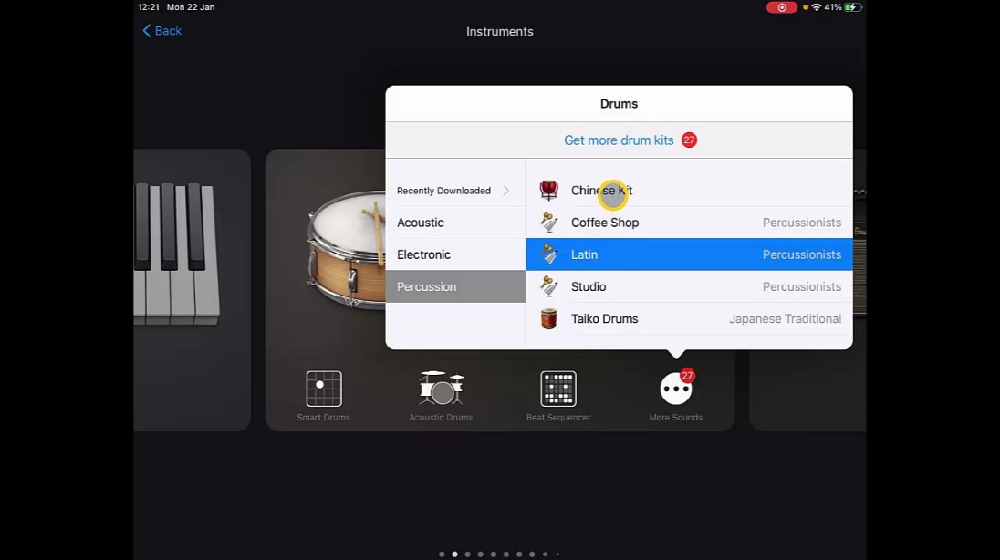 12:21 Mon 22 Jan 41%
Back Instruments
Drums
Get more drum kits 27
Recently Downloaded
Acoustic
Electronic
Percussion
Chinese Kit
Coffee Shop Percussionists
Latin Percussionists
Studio Percussionists
Taiko Drums Japanese Traditional
27
Smart Drums Acoustic Drums Beat Sequencer More Sounds